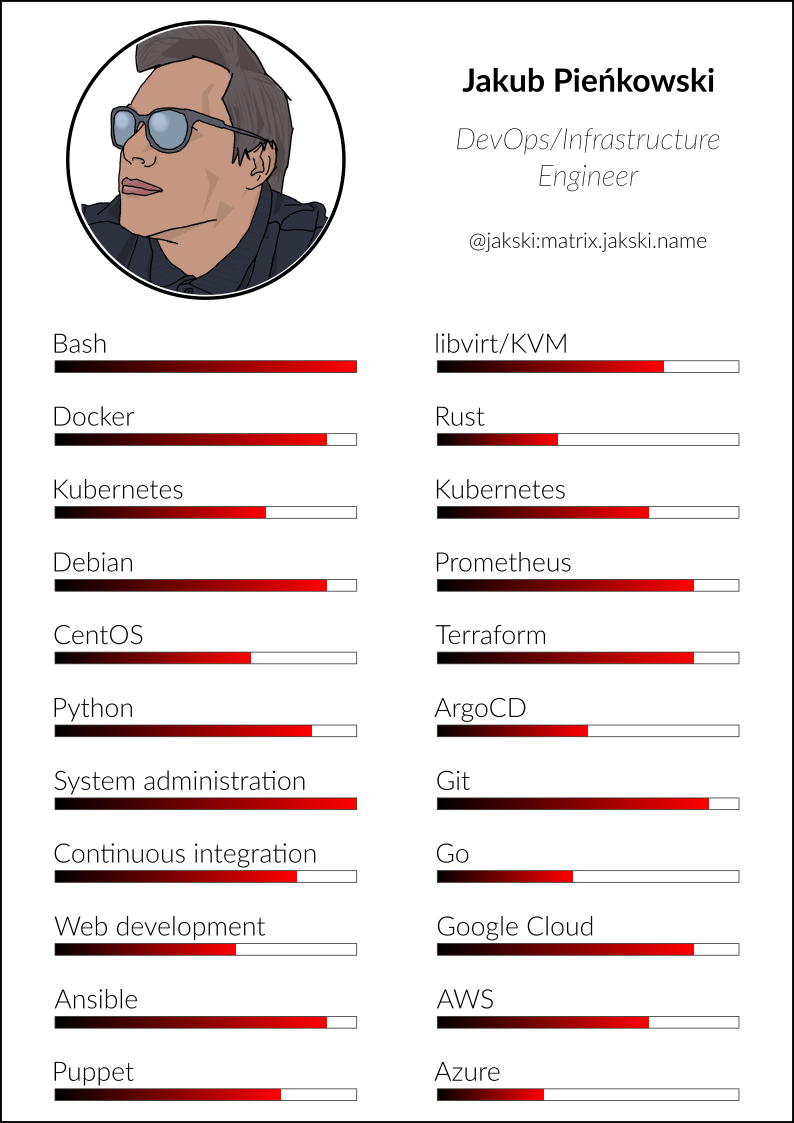 Jakub Pieńkowski
DevOps/Infrastructure
Engineer
@jakski:matrix.jakski.name
Bash
Docker
Kubernetes
Debian
CentOS
Python
System administration
Continuous integration
Web development
Ansible
Puppet
libvirt/KVM
Rust
Kubernetes
Prometheus
Terraform
ArgoCD
Git
Go
Google Cloud
AWS
Azure